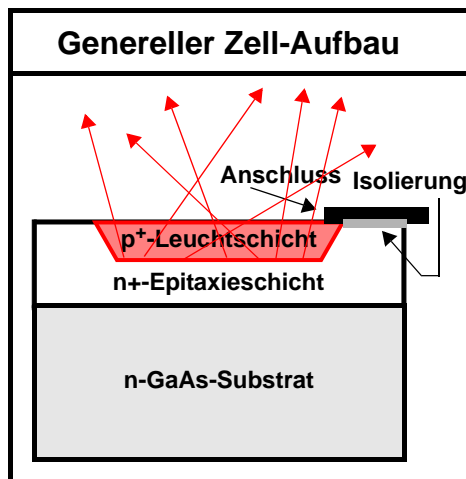 Genereller Zell-Aufbau
Anschluss
Isolierung
p+-Leuchtschicht
n+-Epitaxieschicht
n-GaAs-Substrat